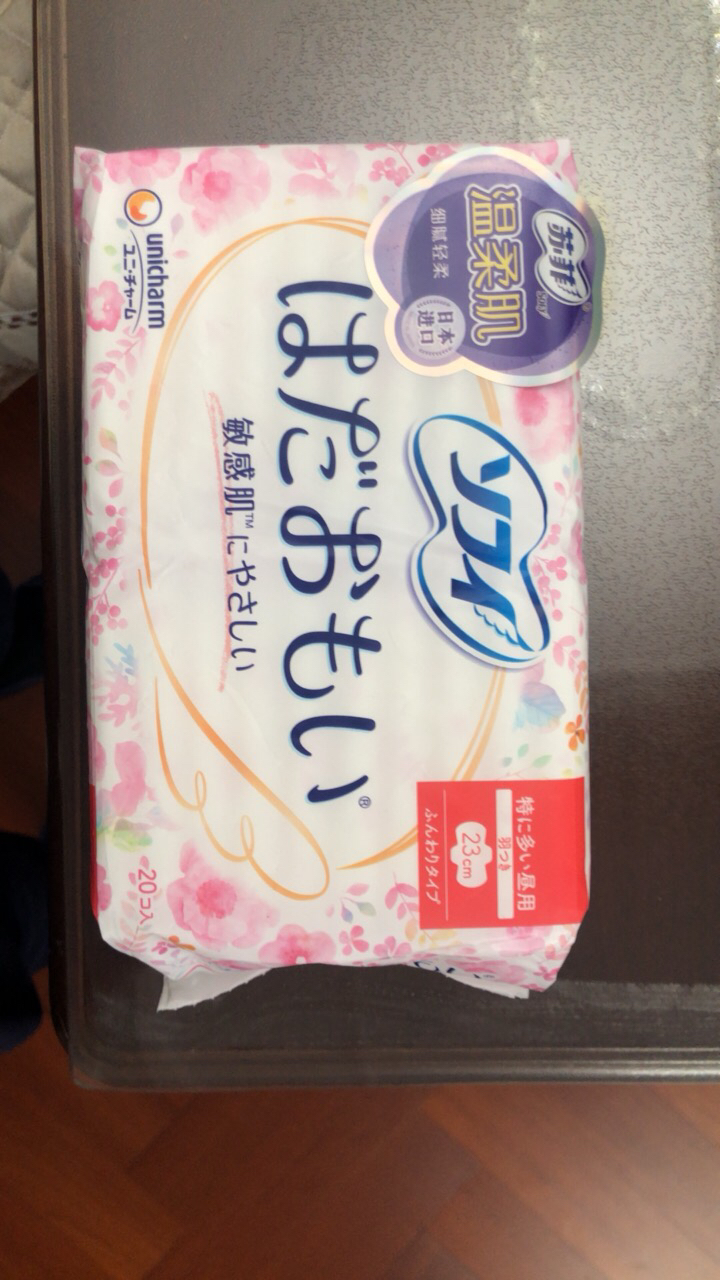 unicharm
ユニ・チャーム
苏菲
Sofy
温柔肌
细腻轻柔
日本
进口
ソフィ
はだおもい®
敏感肌™にやさしい
特に多い昼用
羽つき
23cm
ふんわりタイプ
20コ入